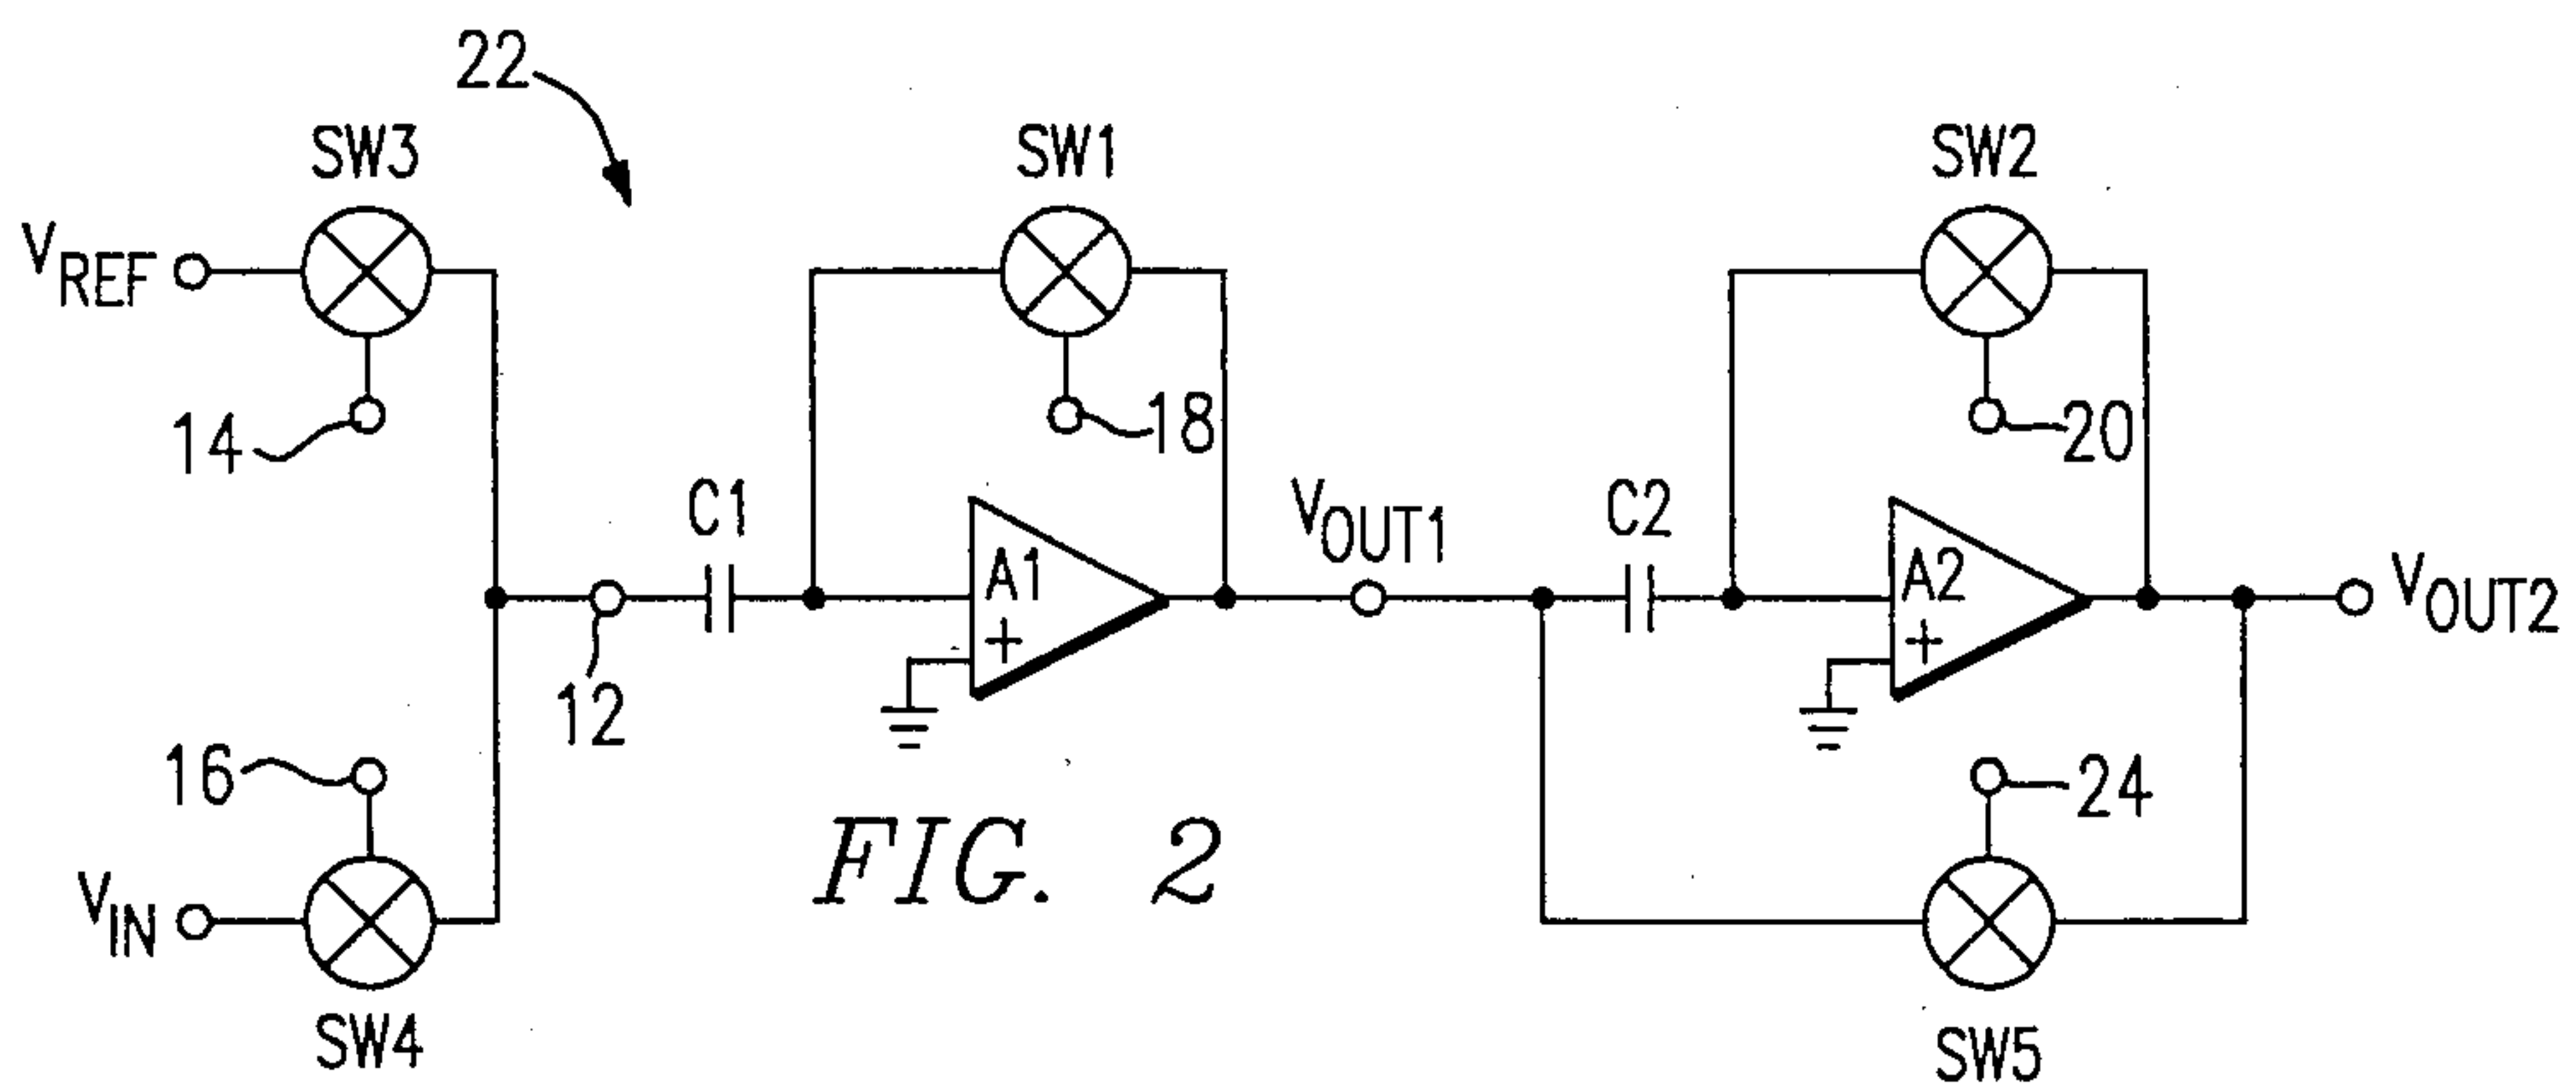 22
SW3
SW1
SW2
VREF
14
18
20
C1
VOUT1
C2
A1
+
A2
+
VOUT2
12
16
24
FIG. 2
VIN
SW4
SW5